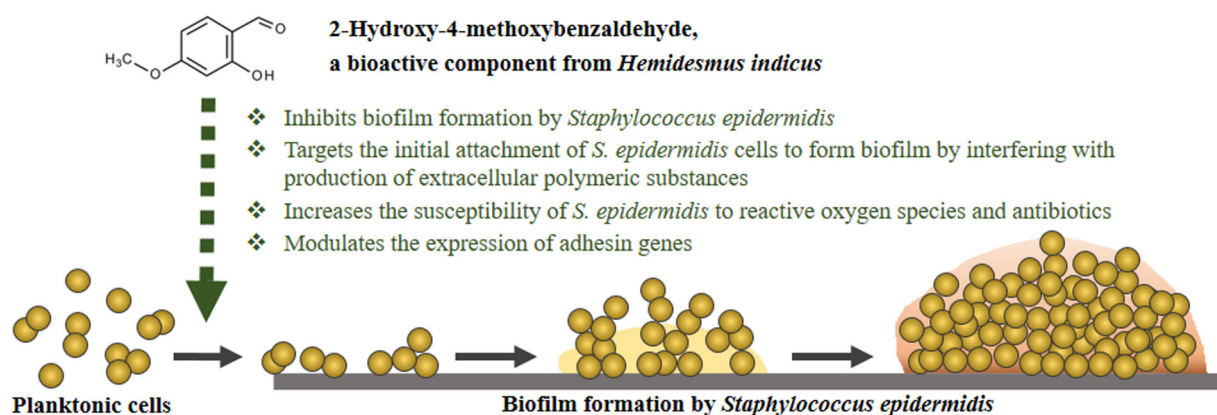 2-Hydroxy-4-methoxybenzaldehyde,
a bioactive component from Hemidesmus indicus
H₃C
O
OH
O
❖ Inhibits biofilm formation by Staphylococcus epidermidis
❖ Targets the initial attachment of S. epidermidis cells to form biofilm by interfering with
production of extracellular polymeric substances
❖ Increases the susceptibility of S. epidermidis to reactive oxygen species and antibiotics
❖ Modulates the expression of adhesin genes
Planktonic cells
Biofilm formation by Staphylococcus epidermidis